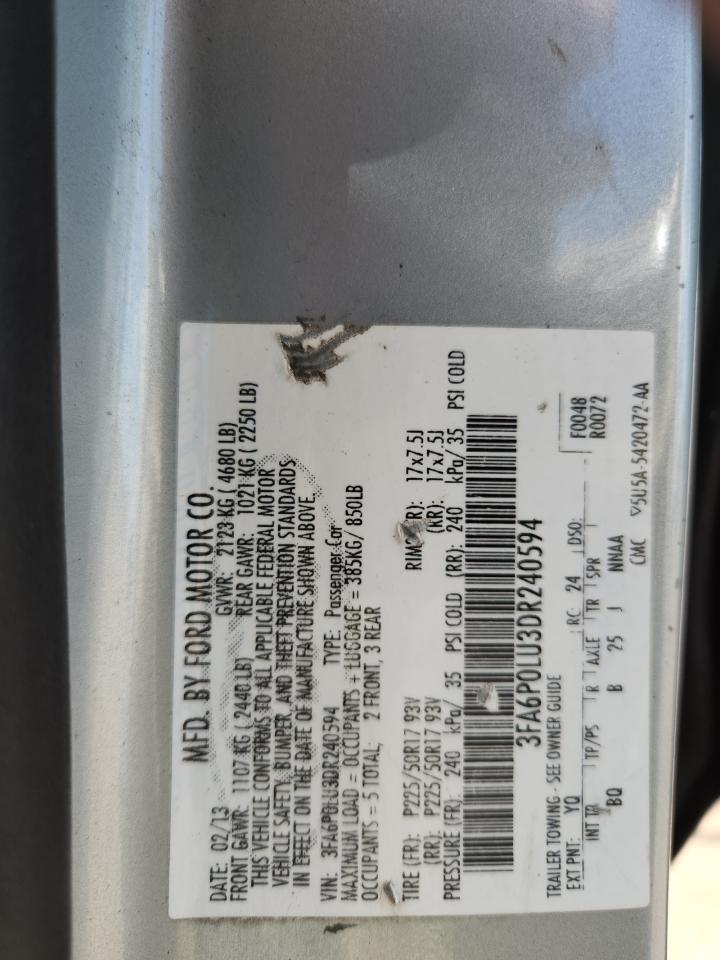 MFD. BY FORD MOTOR CO.
DATE: 02/13 GVWR: 2123 KG ( 4680 LB)
FRONT GAWR: 1107 KG ( 2440 LB) REAR GAWR: 1021 KG ( 2250 LB)
THIS VEHICLE CONFORMS TO ALL APPLICABLE FEDERAL MOTOR
VEHICLE SAFETY, BUMPER, AND THEFT PREVENTION STANDARDS
IN EFFECT ON THE DATE OF MANUFACTURE SHOWN ABOVE.
VIN: 3FA6P0LU3DR240594 TYPE: Passenger Car
MAXIMUM LOAD = OCCUPANTS + LUGGAGE = 385KG/ 850LB
OCCUPANTS = 5 TOTAL; 2 FRONT, 3 REAR
TIRE (FR): P225/50R17 93V RIM (FR): 17x7.5J
(RR): P225/50R17 93V (RR): 17x7.5J
PRESSURE (FR): 240 kPa/ 35 PSI COLD (RR): 240 kPa/ 35 PSI COLD
3FA6P0LU3DR240594
TRAILER TOWING - SEE OWNER GUIDE
EXT PNT: YQ RC: 24 DSO: F0048
INT TR TP/PS R AXLE TR SPR R0072
BQ B 25 J NNAA
CMC ▽5U5A-5420472-AA